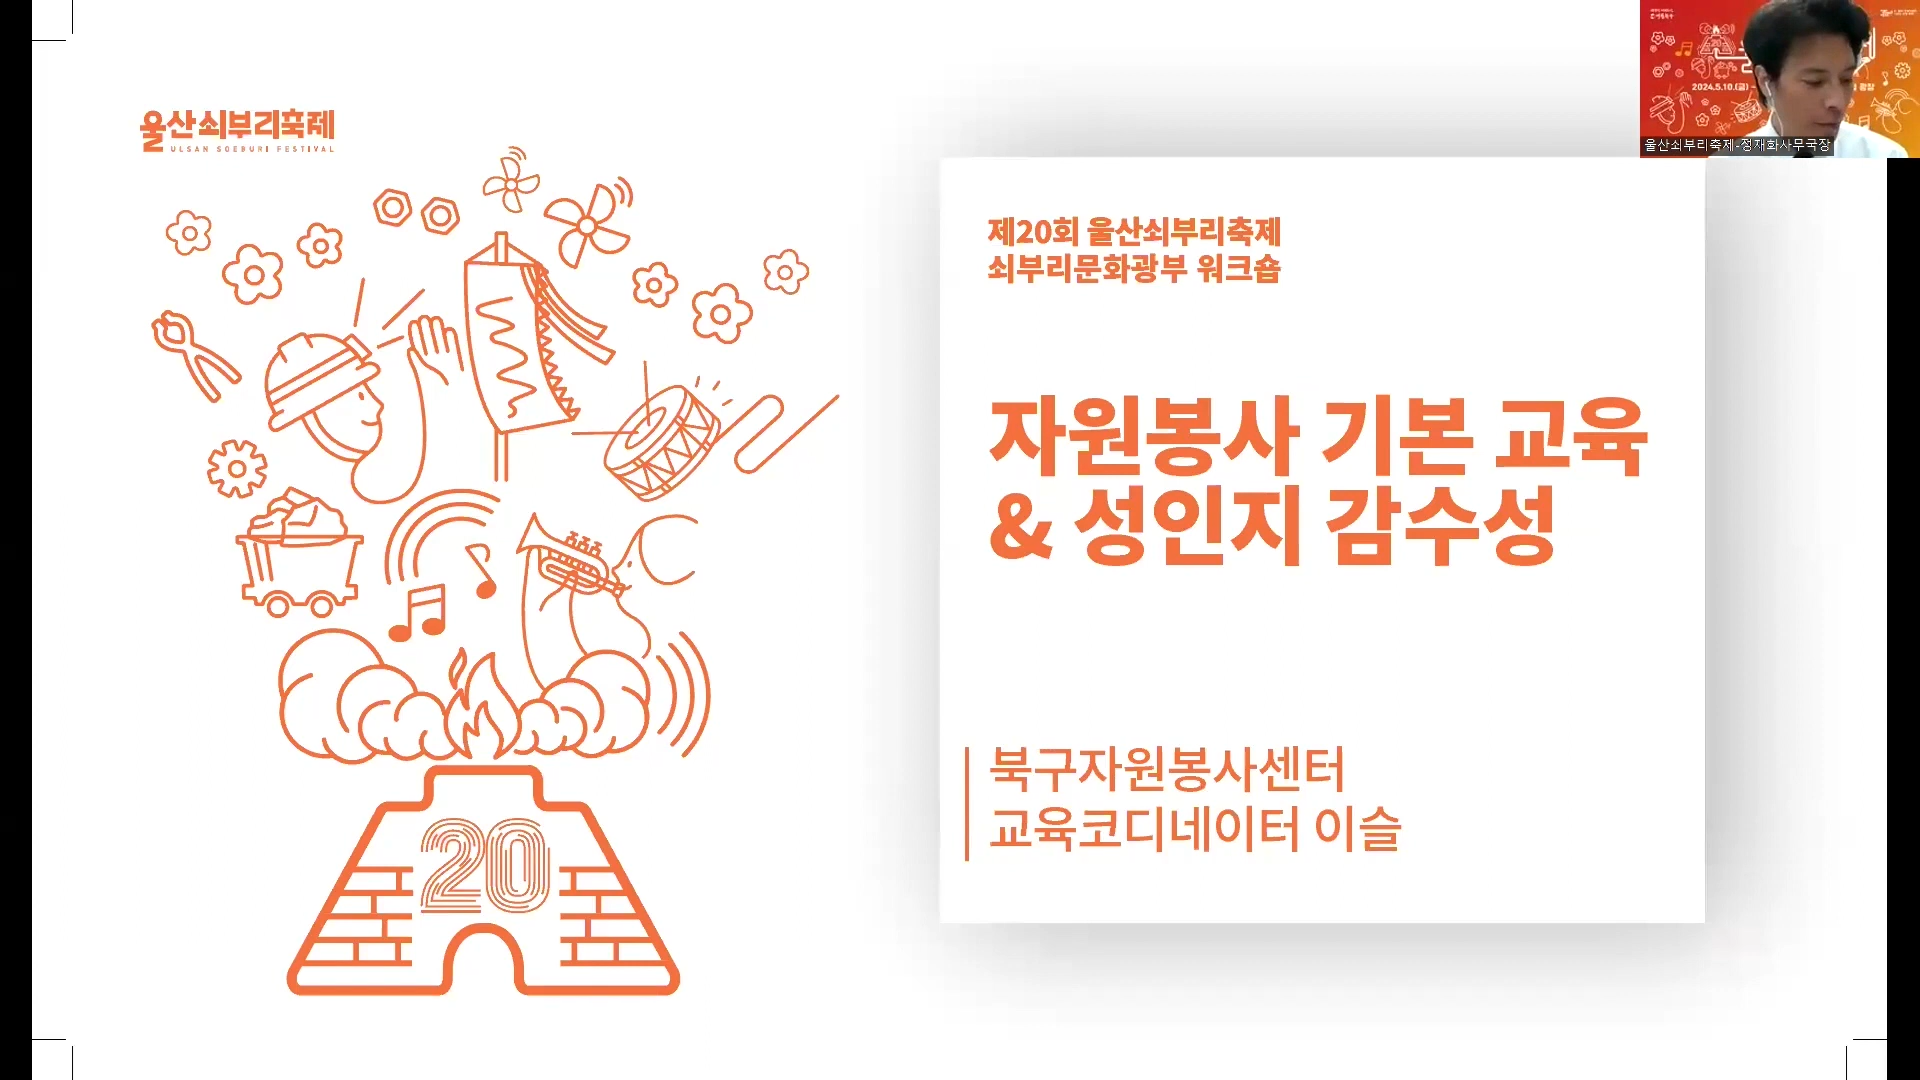 울산쇠부리축제
ULSAN SOEBURI FESTIVAL
제20회 울산쇠부리축제
쇠부리문화광부 워크숍
자원봉사 기본 교육
& 성인지 감수성
북구자원봉사센터
교육코디네이터 이슬
20
2024.5.10.(금)
울산쇠부리축제-정재화사무국장